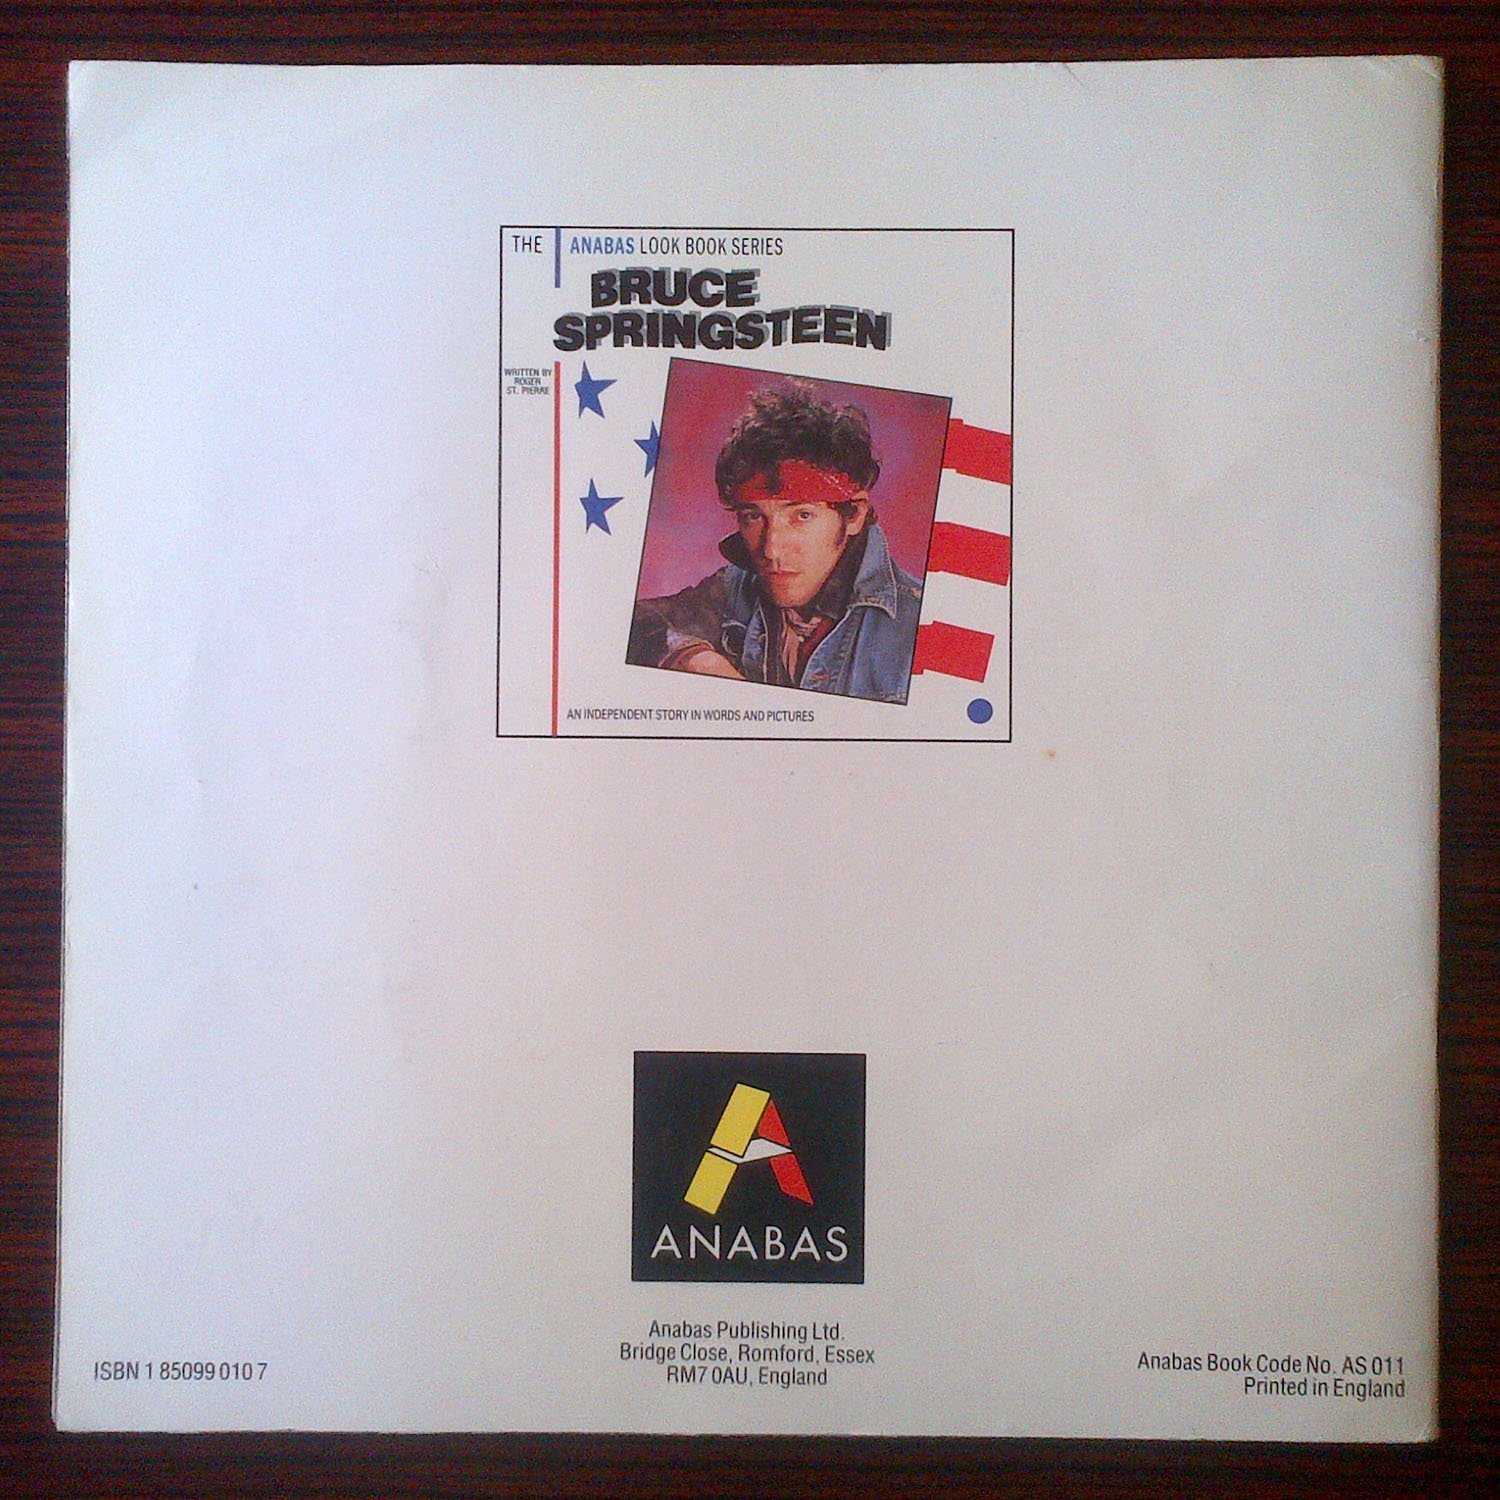 THE ANABAS LOOK BOOK SERIES
BRUCE
SPRINGSTEEN
WRITTEN BY
ROGER
ST. PIERRE
AN INDEPENDENT STORY IN WORDS AND PICTURES
ANABAS
Anabas Publishing Ltd.
Bridge Close, Romford, Essex
RM7 0AU, England
ISBN 1 85099 010 7
Anabas Book Code No. AS 011
Printed in England